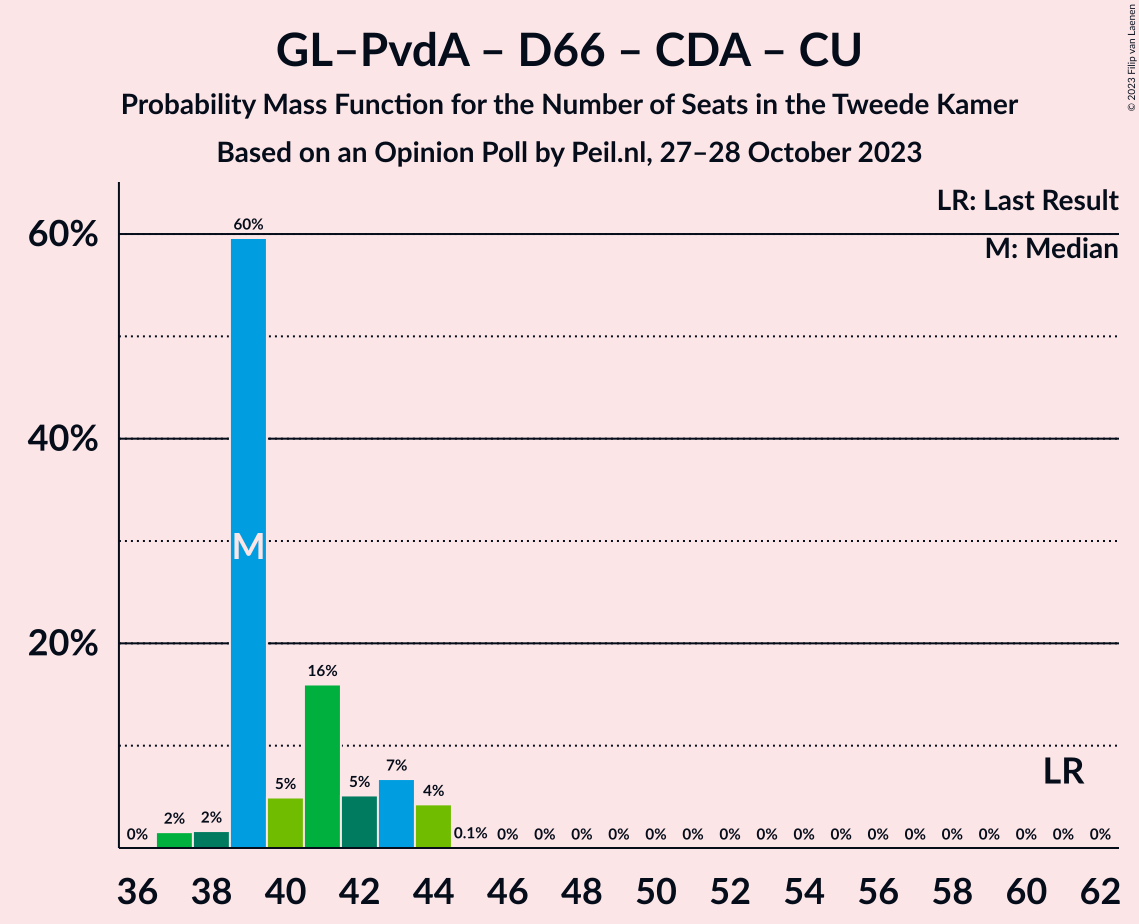 GL–PvdA – D66 – CDA – CU
Probability Mass Function for the Number of Seats in the Tweede Kamer
Based on an Opinion Poll by Peil.nl, 27–28 October 2023
© 2023 Filip van Laenen
LR: Last Result
M: Median
60%
40%
20%
0% 2% 2% 60% 5% 16% 5% 7% 4% 0.1% 0% 0% 0% 0% 0% 0% 0% 0% 0% 0% 0% 0% 0% 0% 0% 0% 0%
M
LR
36 38 40 42 44 46 48 50 52 54 56 58 60 62